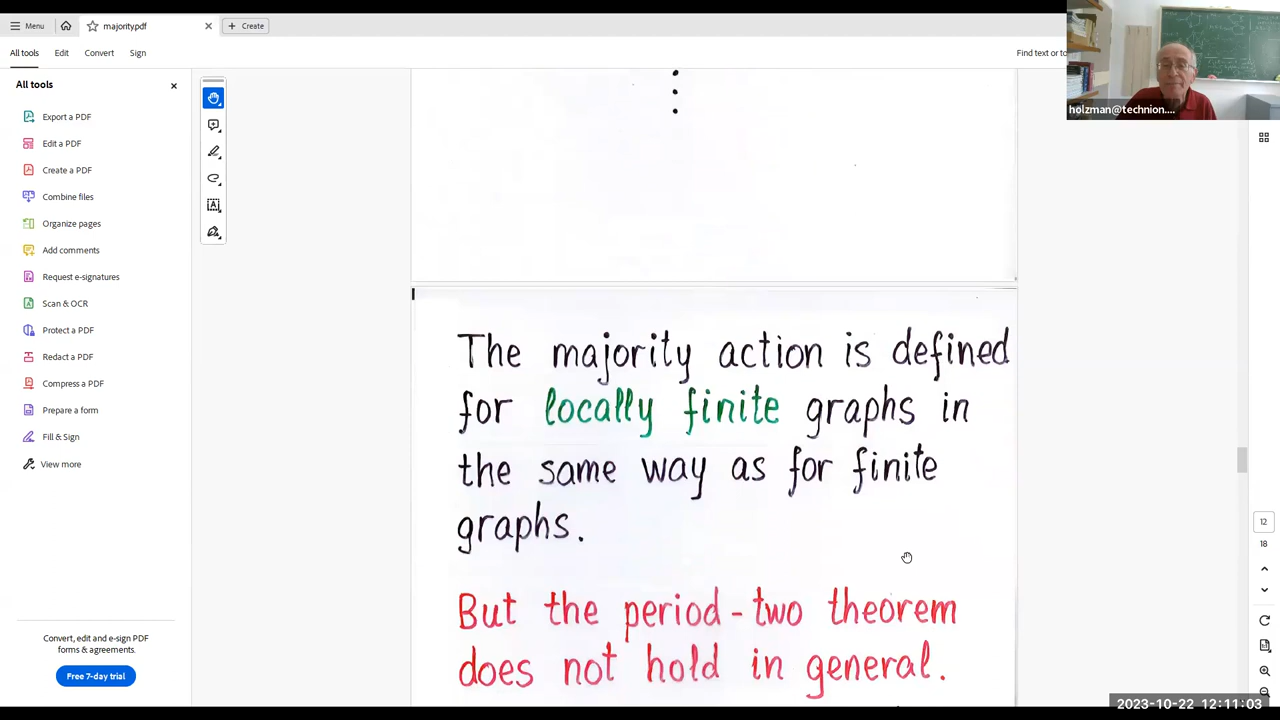 Menu
majority.pdf
Create
All tools
Edit
Convert
Sign
Find text or to
All tools
Export a PDF
Edit a PDF
Create a PDF
Combine files
Organize pages
Add comments
Request e-signatures
Scan & OCR
Protect a PDF
Redact a PDF
Compress a PDF
Prepare a form
Fill & Sign
View more
Convert, edit and e-sign PDF
forms & agreements.
Free 7-day trial
The majority action is defined
for locally finite graphs in
the same way as for finite
graphs.
But the period-two theorem
does not hold in general.
holzman@technion....
12
18
2023-10-22 12:11:03